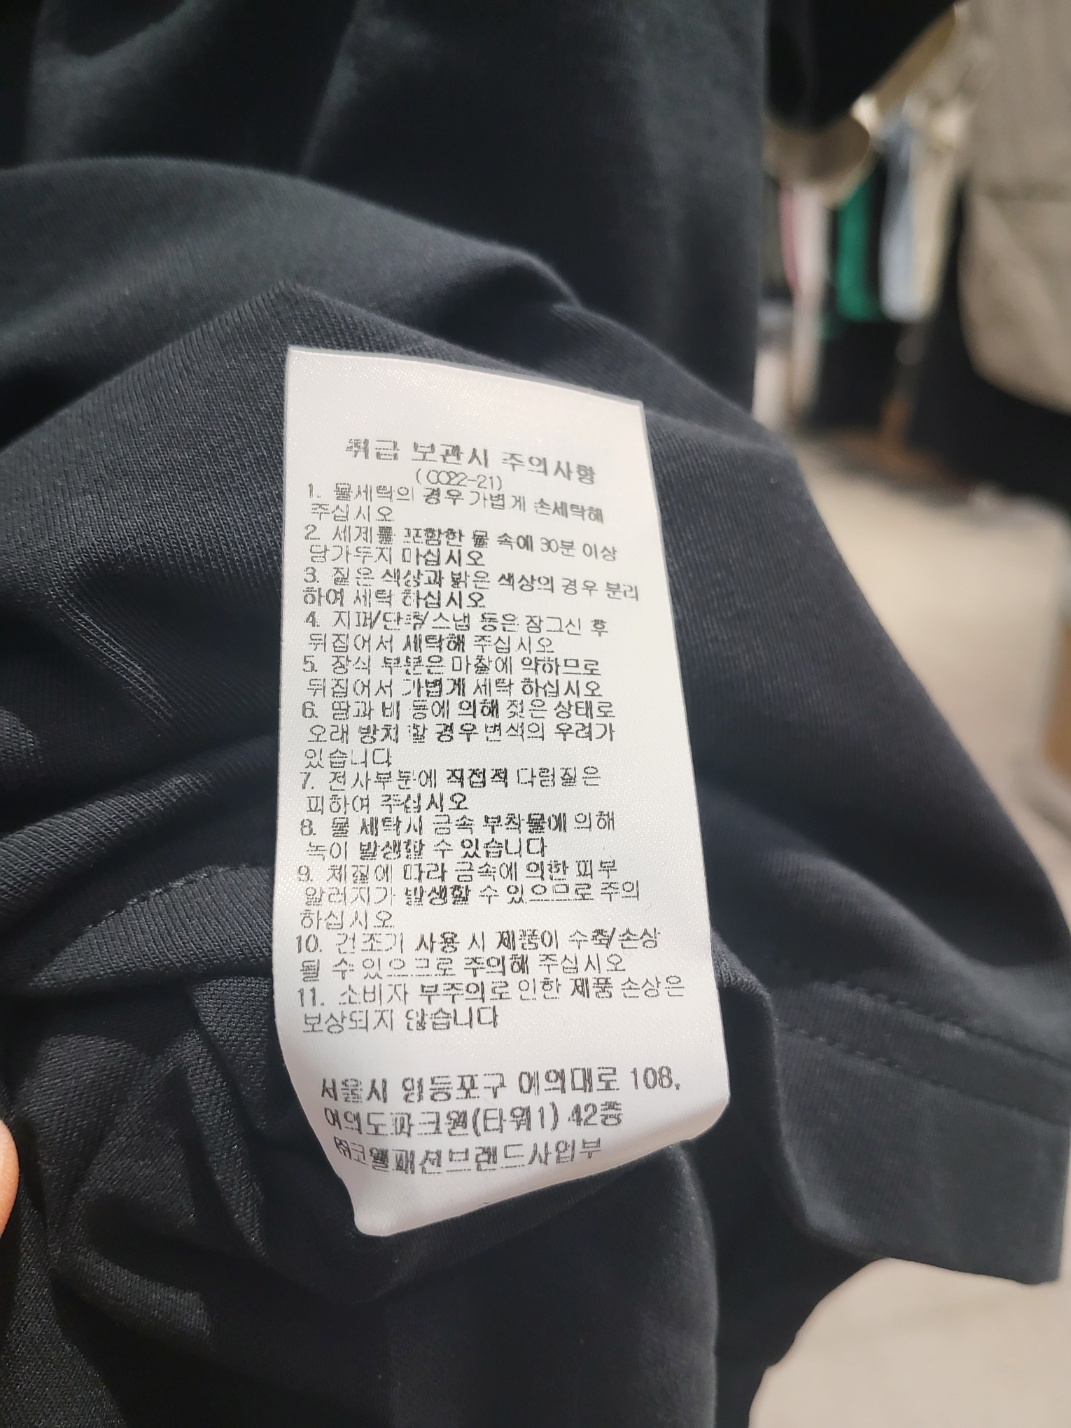 취급 보관시 주의사항
(CC22-21)
1. 물세탁의 경우 가볍게 손세탁해
주십시오
2. 세제를 포함한 물 속에 30분 이상
담가두지 마십시오
3. 짙은 색상과 밝은 색상의 경우 분리
하여 세탁 하십시오
4. 지퍼/단추/스냅 등은 잠그신 후
뒤집어서 세탁해 주십시오
5. 장식 부분은 마찰에 약하므로
뒤집어서 가볍게 세탁 하십시오
6. 땀과 비 등에 의해 젖은 상태로
오래 방치 할 경우 변색의 우려가
있습니다
7. 전사부분에 직접적 다림질은
피하여 주십시오
8. 물 세탁시 금속 부착물에 의해
녹이 발생할 수 있습니다
9. 체질에 따라 금속에 의한 피부
알러지가 발생할 수 있으므로 주의
하십시오
10. 건조기 사용 시 제품이 수축/손상
될 수 있으므로 주의해 주십시오
11. 소비자 부주의로 인한 제품 손상은
보상되지 않습니다
서울시 영등포구 여의대로 108,
여의도파크원(타워1) 42층
㈜코웰패션브랜드사업부